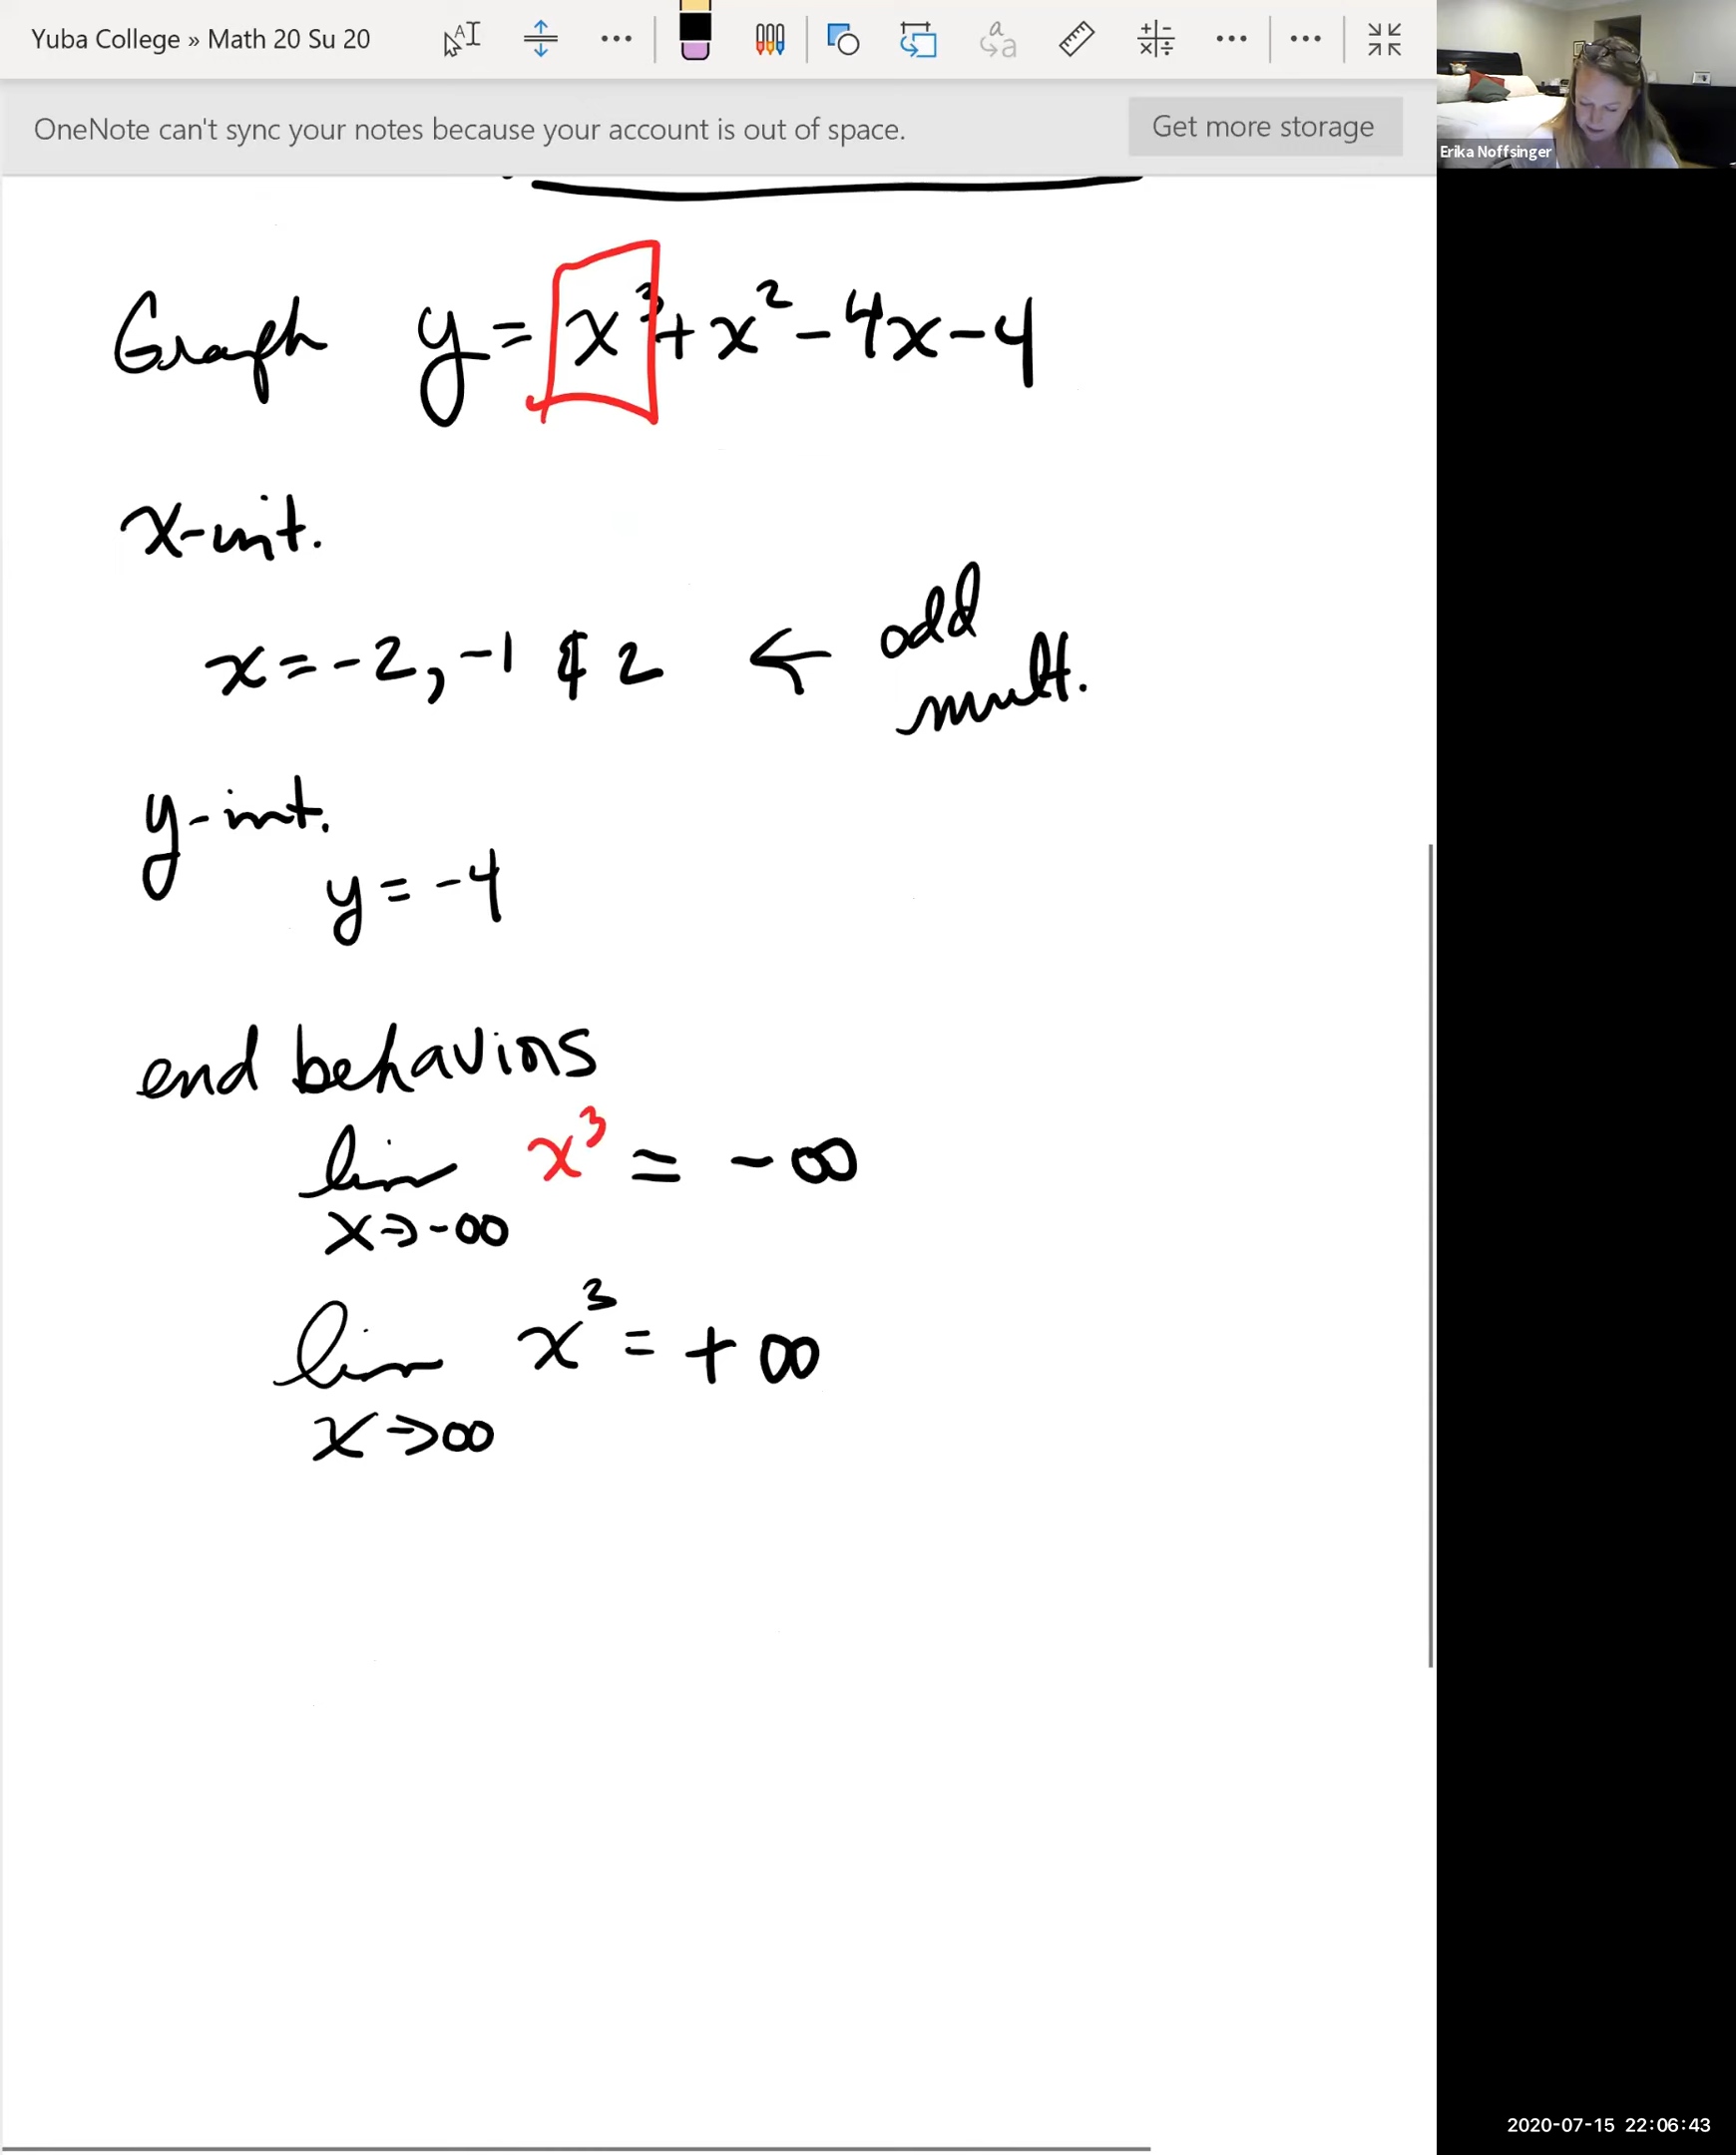 Yuba College » Math 20 Su 20
OneNote can't sync your notes because your account is out of space.
Get more storage
Erika Noffsinger
Graph y = x³ + x² - 4x - 4
x-int.
x = -2, -1 & 2 ← odd
mult.
y-int.
y = -4
end behaviors
lim x³ = -∞
x→-∞
lim x³ = +∞
x→∞
2020-07-15 22:06:43